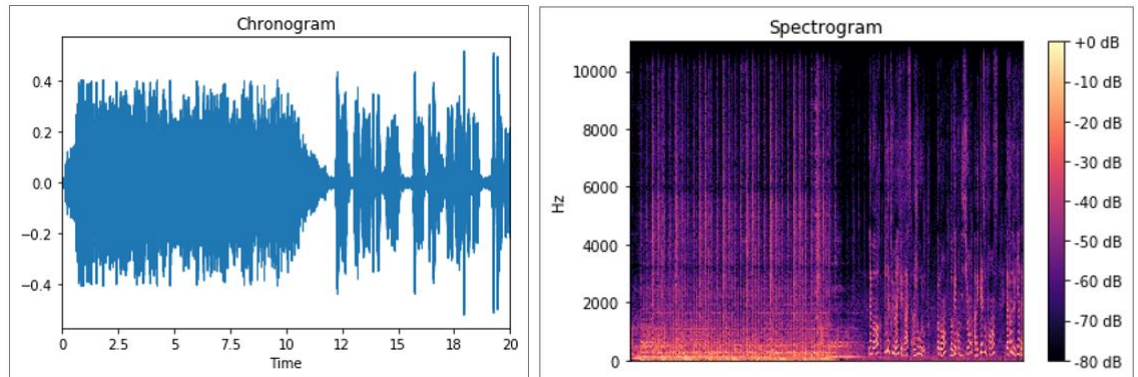 Chronogram
0.4
0.2
0.0
−0.2
−0.4
0
2.5
5
7.5
10
12
15
18
20
Time
Spectrogram
10000
8000
6000
4000
2000
0
Hz
+0 dB
-10 dB
-20 dB
-30 dB
-40 dB
-50 dB
-60 dB
-70 dB
-80 dB